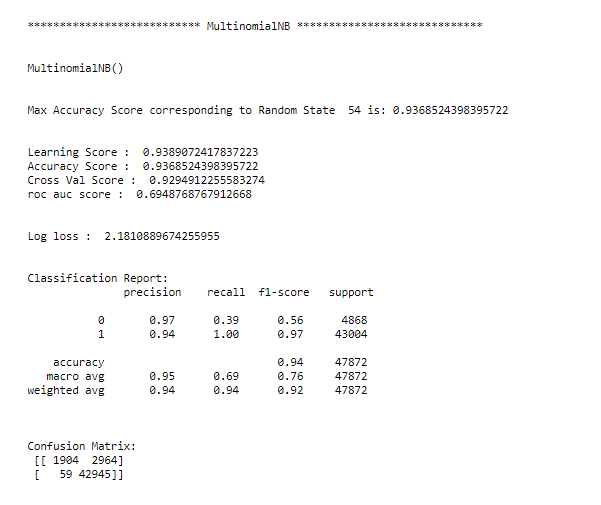 *************************** MultinomialNB *****************************
MultinomialNB()
Max Accuracy Score corresponding to Random State  54 is: 0.9368524398395722
Learning Score :  0.9389072417837223
Accuracy Score :  0.9368524398395722
Cross Val Score :  0.9294912255583274
roc auc score :  0.6948768767912668
Log loss :  2.1810889674255955
Classification Report:
               precision    recall  f1-score   support
           0       0.97      0.39      0.56      4868
           1       0.94      1.00      0.97     43004
    accuracy                           0.94     47872
   macro avg       0.95      0.69      0.76     47872
weighted avg       0.94      0.94      0.92     47872
Confusion Matrix:
 [[ 1904  2964]
 [   59 42945]]